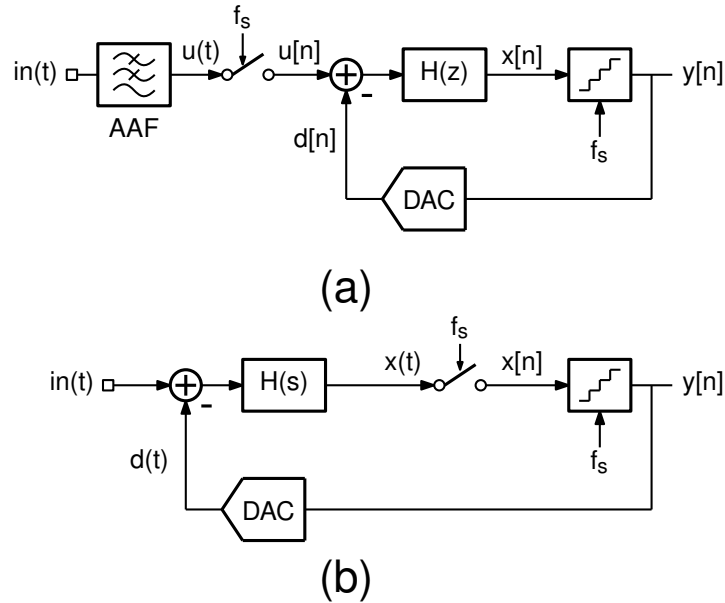 f_s
in(t) u(t) u[n] H(z) x[n] y[n]
AAF
-
d[n] f_s
DAC
(a)
f_s
in(t) H(s) x(t) x[n] y[n]
-
d(t) f_s
DAC
(b)